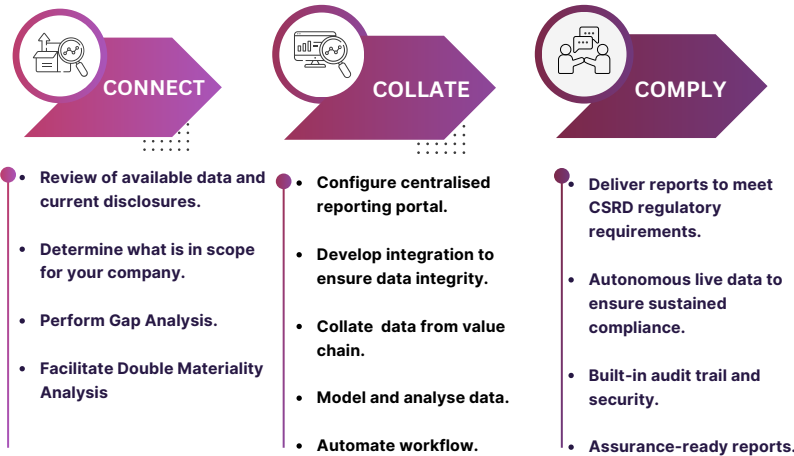 CONNECT
• Review of available data and
current disclosures.
• Determine what is in scope
for your company.
• Perform Gap Analysis.
• Facilitate Double Materiality
Analysis
COLLATE
• Configure centralised
reporting portal.
• Develop integration to
ensure data integrity.
• Collate data from value
chain.
• Model and analyse data.
• Automate workflow.
COMPLY
• Deliver reports to meet
CSRD regulatory
requirements.
• Autonomous live data to
ensure sustained
compliance.
• Built-in audit trail and
security.
• Assurance-ready reports.